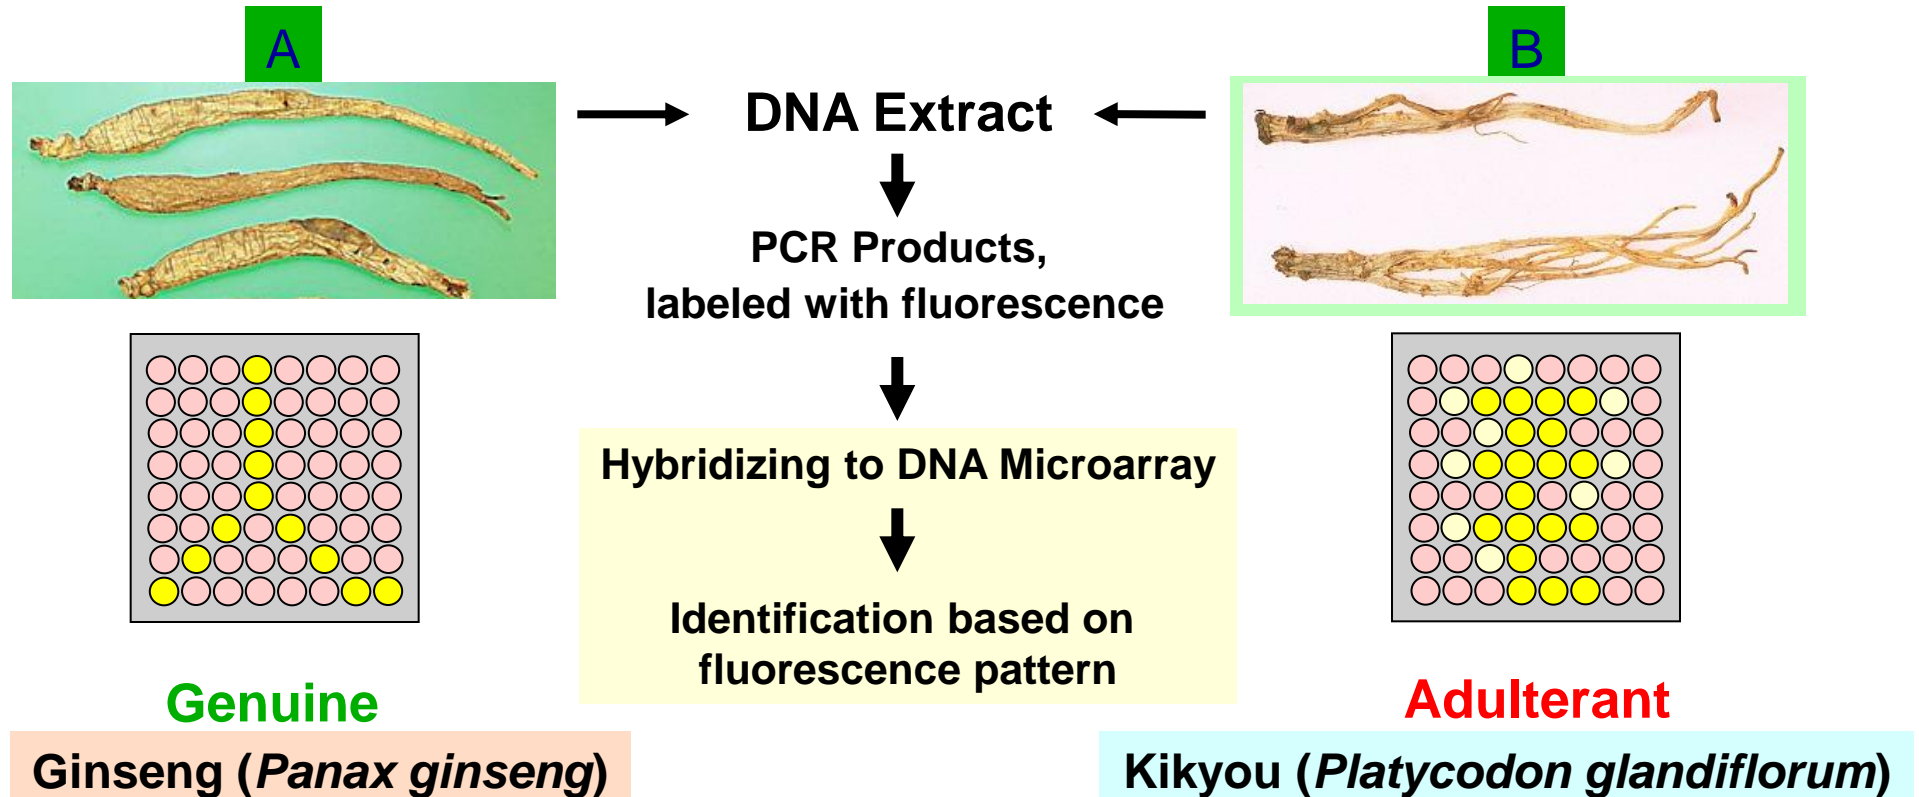 A
B
DNA Extract
PCR Products,
labeled with fluorescence
Hybridizing to DNA Microarray
Identification based on
fluorescence pattern
Genuine
Adulterant
Ginseng (Panax ginseng)
Kikyou (Platycodon glandiflorum)